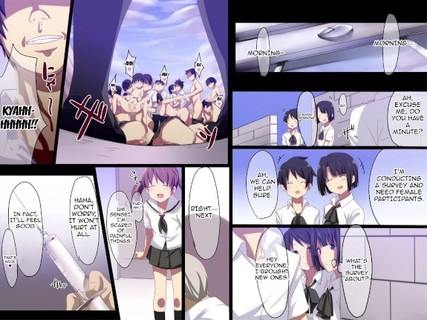 MORNING~
MORNING~
AH,
EXCUSE
ME, DO
YOU HAVE
A
MINUTE?
I'M
CONDUCTING
A SURVEY AND
NEED FEMALE
PARTICIPANTS.
AH,
WE CAN
HELP,
SURE.
WHAT'S
THE
SURVEY
ABOUT?
HEY
EVERYONE,
I BROUGHT
NEW ONES
KYAHH-
HHHHH!!
RIGHT~
NEXT
SENSEI,
I'M
SCARED OF
PAINFUL
THINGS.
HAHA,
DON'T
WORRY, IT
WON'T HURT
AT ALL.
IN FACT,
IT'LL FEEL
GOOD.